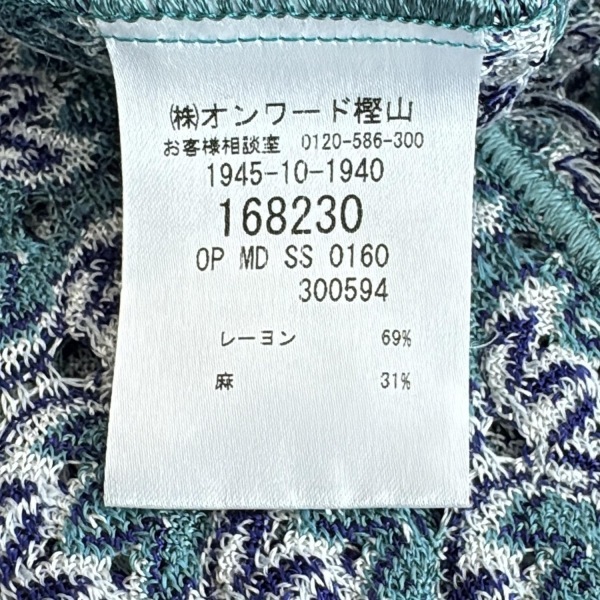 ㈱オンワード樫山
お客様相談室 0120-586-300
1945-10-1940
168230
OP MD SS 0160
300594
レーヨン 69%
麻 31%